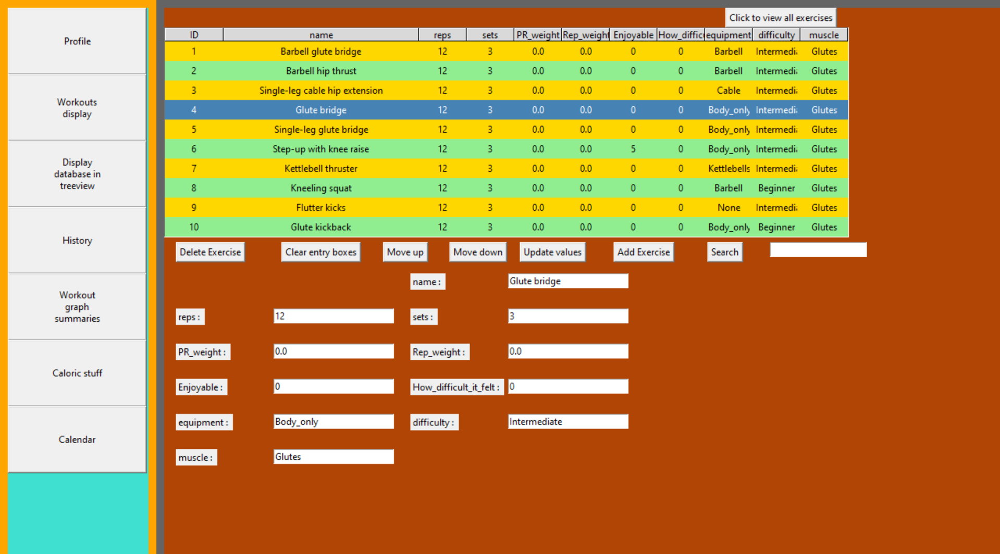 Profile
Workouts
display
Display
database in
treeview
History
Workout
graph
summaries
Caloric stuff
Calendar
Click to view all exercises
ID name reps sets PR_weight Rep_weight Enjoyable How_diffic equipment difficulty muscle
1 Barbell glute bridge 12 3 0.0 0.0 0 0 Barbell Intermedi Glutes
2 Barbell hip thrust 12 3 0.0 0.0 0 0 Barbell Intermedi Glutes
3 Single-leg cable hip extension 12 3 0.0 0.0 0 0 Cable Intermedi Glutes
4 Glute bridge 12 3 0.0 0.0 0 0 Body_only Intermedi Glutes
5 Single-leg glute bridge 12 3 0.0 0.0 0 0 Body_only Intermedi Glutes
6 Step-up with knee raise 12 3 0.0 0.0 5 0 Body_only Intermedi Glutes
7 Kettlebell thruster 12 3 0.0 0.0 0 0 Kettlebells Intermedi Glutes
8 Kneeling squat 12 3 0.0 0.0 0 0 Barbell Beginner Glutes
9 Flutter kicks 12 3 0.0 0.0 0 0 None Intermedi Glutes
10 Glute kickback 12 3 0.0 0.0 0 0 Body_only Beginner Glutes
Delete Exercise Clear entry boxes Move up Move down Update values Add Exercise Search
name : Glute bridge
reps : 12 sets : 3
PR_weight : 0.0 Rep_weight : 0.0
Enjoyable : 0 How_difficult_it_felt : 0
equipment : Body_only difficulty : Intermediate
muscle : Glutes